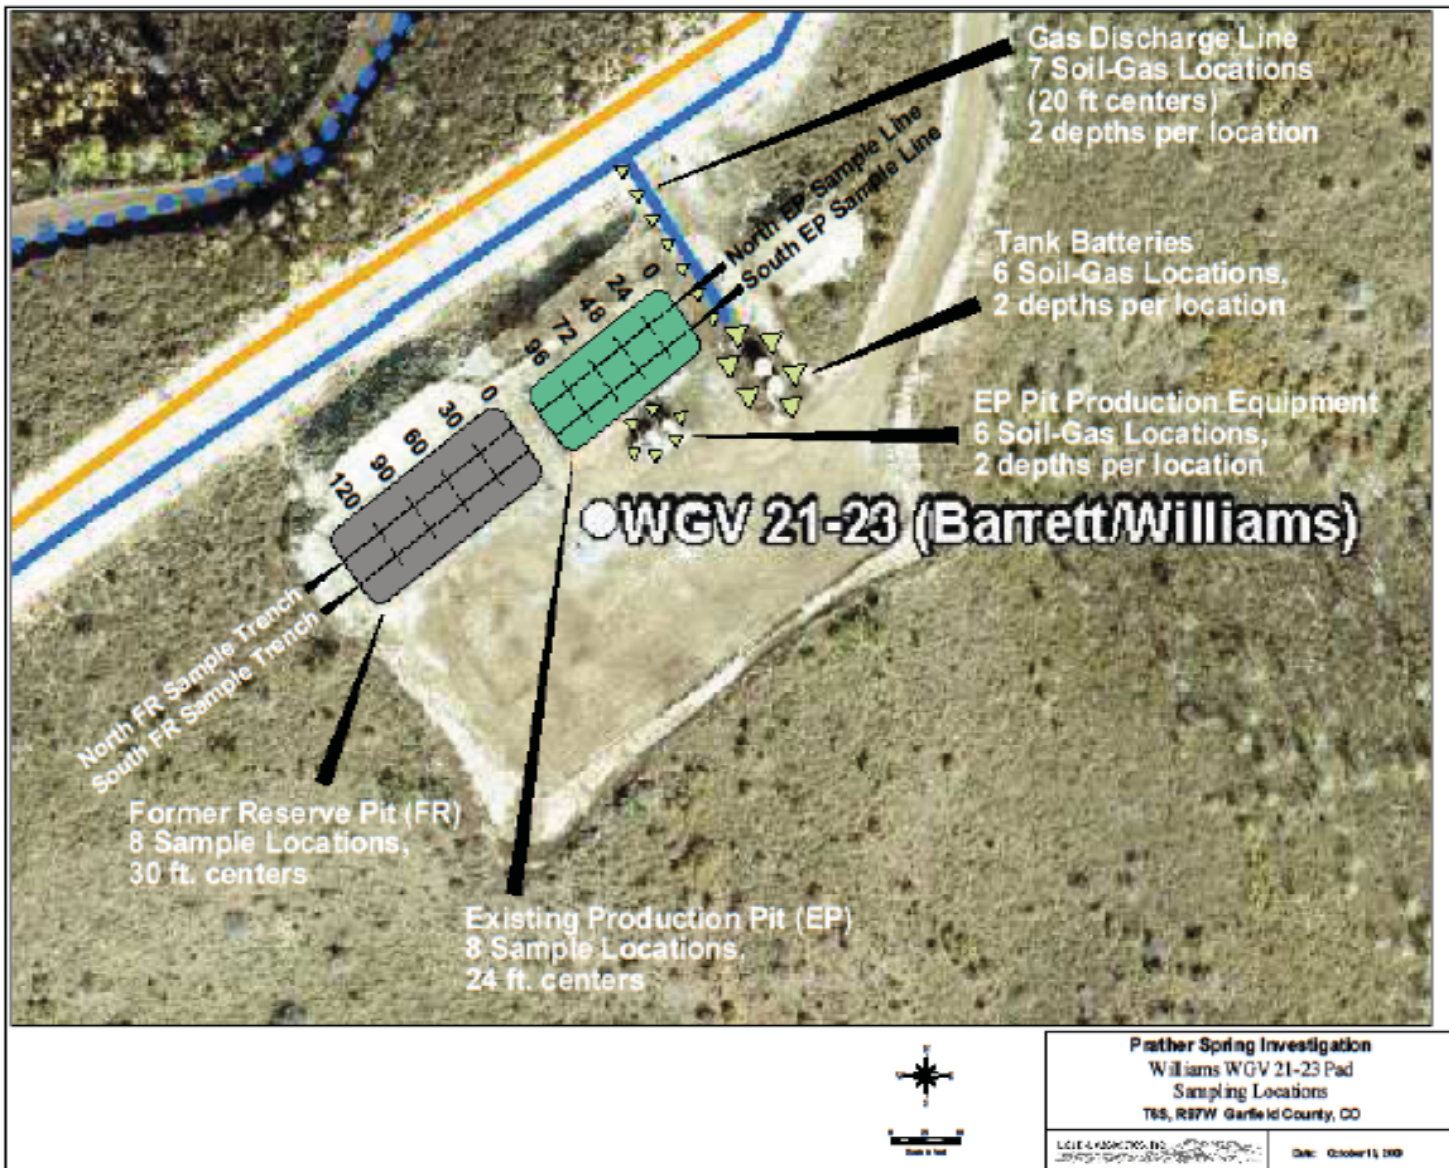 Gas Discharge Line
7 Soil-Gas Locations
(20 ft centers)
2 depths per location
North EP Sample Line
South EP Sample Line
Tank Batteries
6 Soil-Gas Locations,
2 depths per location
0
24
48
72
96
EP Pit Production Equipment
6 Soil-Gas Locations,
2 depths per location
0
30
60
90
120
WGV 21-23 (Barrett/Williams)
North FR Sample Trench
South FR Sample Trench
Former Reserve Pit (FR)
8 Sample Locations,
30 ft. centers
Existing Production Pit (EP)
8 Sample Locations,
24 ft. centers
Prather Spring Investigation
Williams WGV 21-23 Pad
Sampling Locations
T6S, R97W Garfield County, CO
Date: October